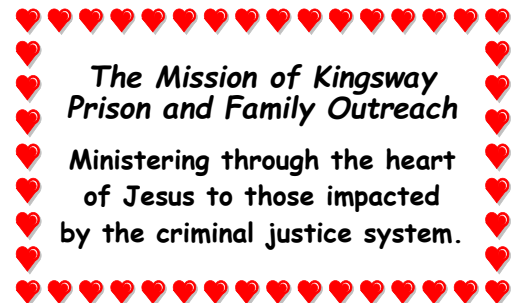 The Mission of Kingsway
Prison and Family Outreach
Ministering through the heart
of Jesus to those impacted
by the criminal justice system.